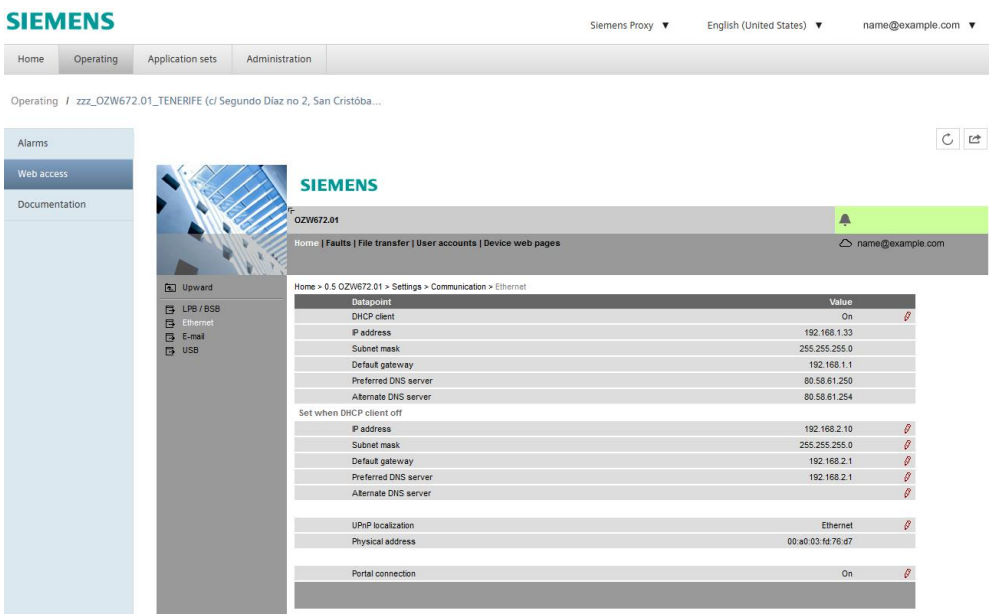 SIEMENS
Siemens Proxy ▼ English (United States) ▼ name@example.com ▼
Home Operating Application sets Administration
Operating / zzz_OZW672.01_TENERIFE (c/ Segundo Díaz no 2, San Cristóba...
Alarms
Web access
Documentation
SIEMENS
OZW672.01
Home | Faults | File transfer | User accounts | Device web pages name@example.com
Upward
LPB / BSB
Ethernet
E-mail
USB
Home > 0.5 OZW672.01 > Settings > Communication > Ethernet
Datapoint Value
DHCP client On
IP address 192.168.1.33
Subnet mask 255.255.255.0
Default gateway 192.168.1.1
Preferred DNS server 80.58.61.250
Alternate DNS server 80.58.61.254
Set when DHCP client off
IP address 192.168.2.10
Subnet mask 255.255.255.0
Default gateway 192.168.2.1
Preferred DNS server 192.168.2.1
Alternate DNS server
UPnP localization Ethernet
Physical address 00:a0:03:fd:76:d7
Portal connection On